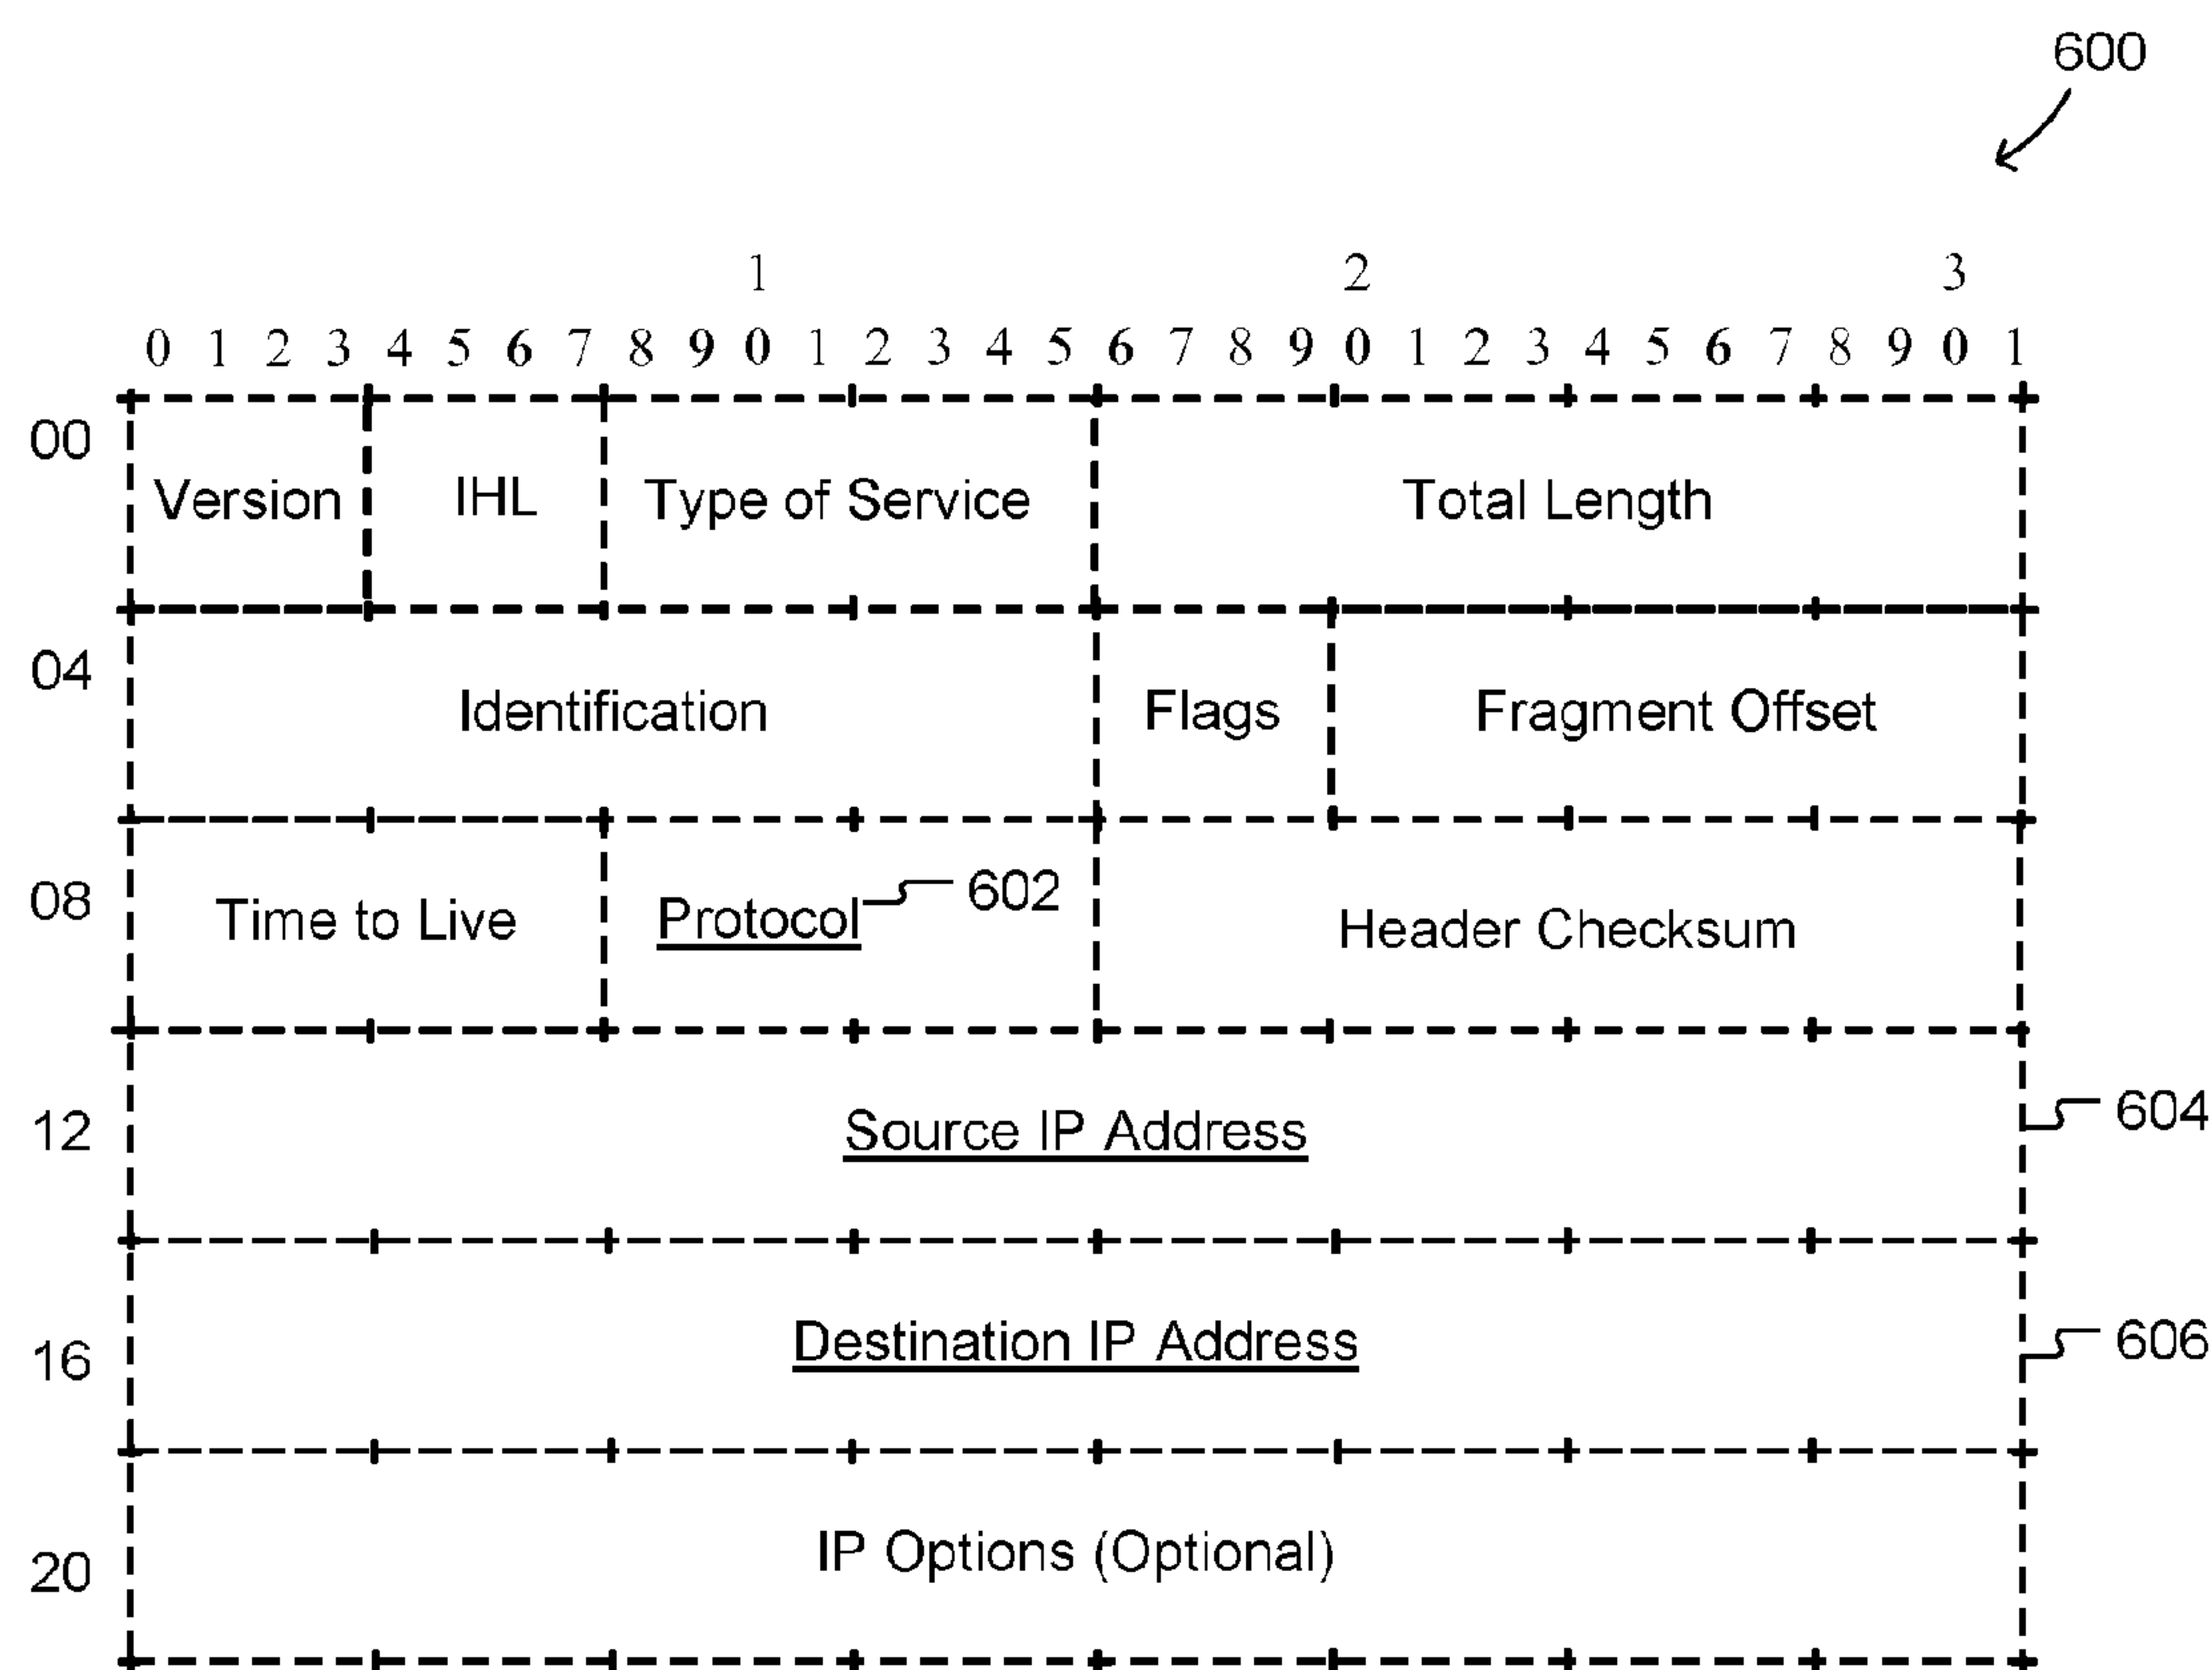 600
1 2 3
0 1 2 3 4 5 6 7 8 9 0 1 2 3 4 5 6 7 8 9 0 1 2 3 4 5 6 7 8 9 0 1
00
Version IHL Type of Service Total Length
04
Identification Flags Fragment Offset
08
Time to Live Protocol 602 Header Checksum
12
Source IP Address 604
16
Destination IP Address 606
20
IP Options (Optional)